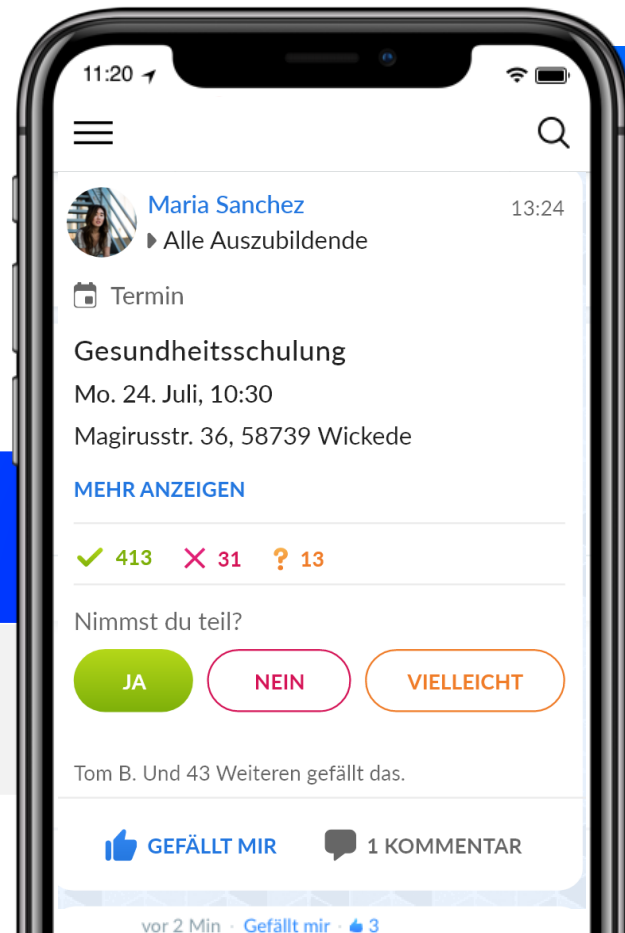 11:20
Maria Sanchez 13:24
Alle Auszubildende
Termin
Gesundheitsschulung
Mo. 24. Juli, 10:30
Magirusstr. 36, 58739 Wickede
MEHR ANZEIGEN
413 31 ? 13
Nimmst du teil?
JA NEIN VIELLEICHT
Tom B. Und 43 Weiteren gefällt das.
GEFÄLLT MIR 1 KOMMENTAR
vor 2 Min · Gefällt mir · 3